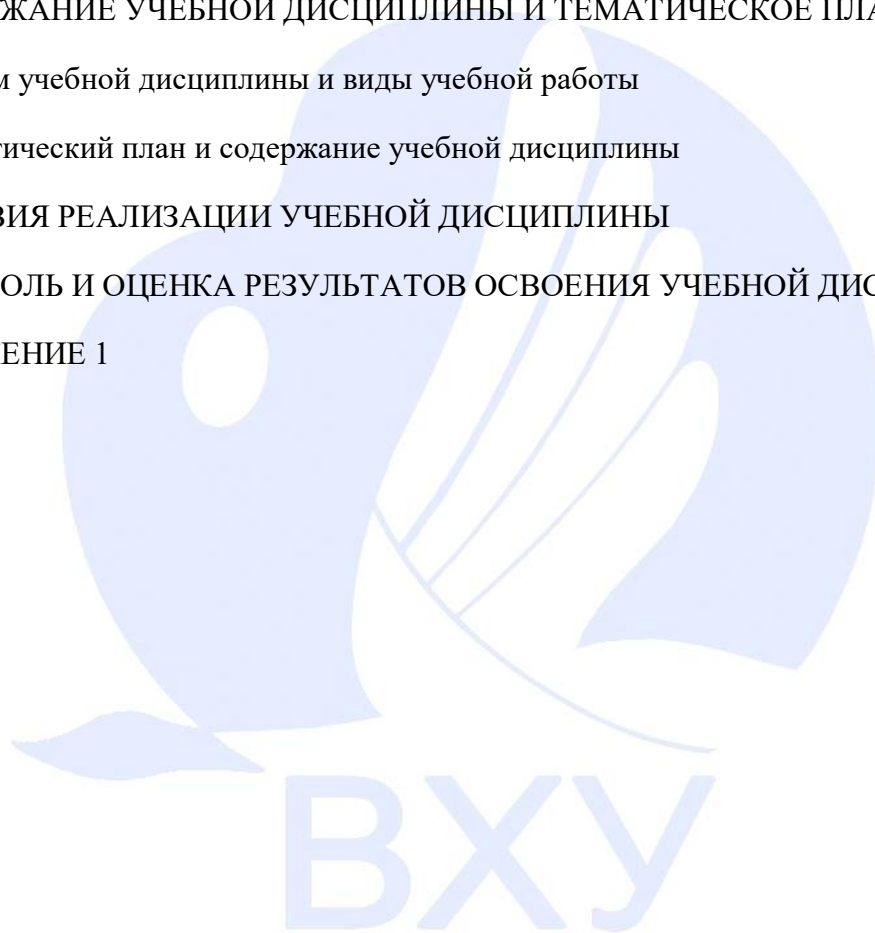 ЖАНИЕ УЧЕБНОЙ ДИСЦИПЛИНЫ И ТЕМАТИЧЕСКОЕ ПЛА
м учебной дисциплины и виды учебной работы
тический план и содержание учебной дисциплины
ВИЯ РЕАЛИЗАЦИИ УЧЕБНОЙ ДИСЦИПЛИНЫ
ОЛЬ И ОЦЕНКА РЕЗУЛЬТАТОВ ОСВОЕНИЯ УЧЕБНОЙ ДИС
ЕНИЕ 1
ВХУ